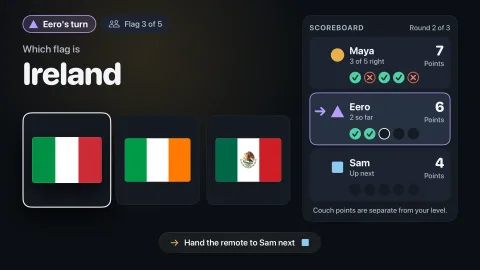 Eero's turn
Flag 3 of 5
Which flag is
Ireland
SCOREBOARD
Round 2 of 3
Maya
3 of 5 right
7
Points
Eero
2 so far
6
Points
Sam
Up next
4
Points
Couch points are separate from your level.
Hand the remote to Sam next